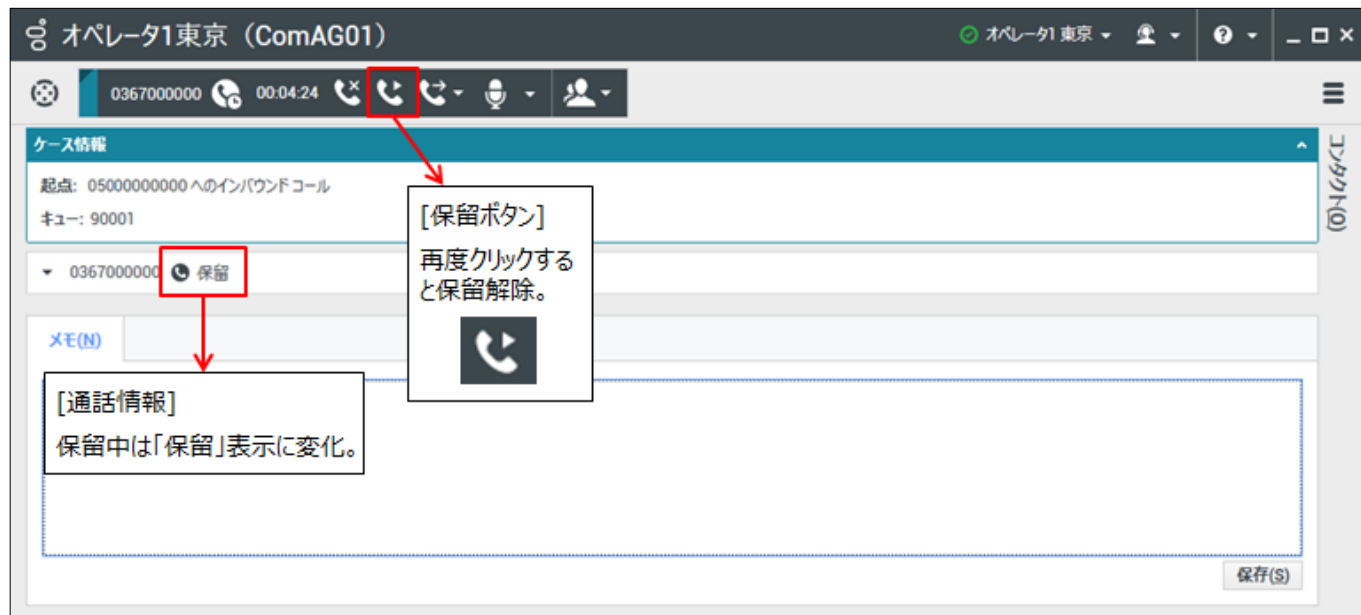 オペレータ1東京（ComAG01）
オペレータ1 東京
0367000000 00:04:24
ケース情報
起点: 05000000000 へのインバウンド コール
キュー: 90001
コンタクト(O)
0367000000 保留
[保留ボタン]
再度クリックする
と保留解除。
メモ(N)
[通話情報]
保留中は「保留」表示に変化。
保存(S)